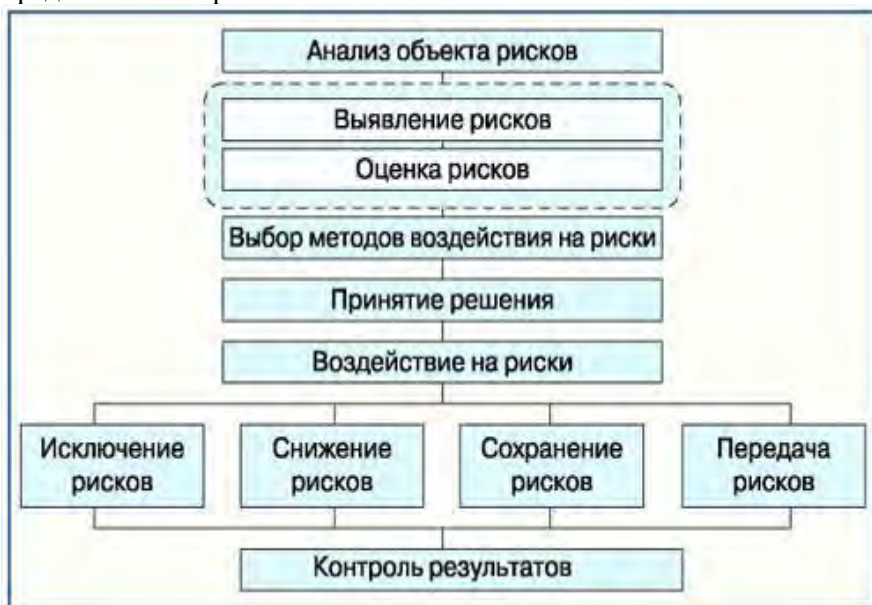 Анализ объекта рисков
Выявление рисков
Оценка рисков
Выбор методов воздействия на риски
Принятие решения
Воздействие на риски
Исключение
рисков
Снижение
рисков
Сохранение
рисков
Передача
рисков
Контроль результатов